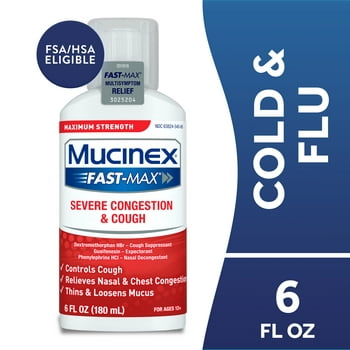 FSA/HSA
ELIGIBLE
FAST-MAX
MULTISYMPTOM
RELIEF
MAXIMUM STRENGTH
Mucinex®
FAST-MAX®
SEVERE CONGESTION
& COUGH
Dextromethorphan HBr - Cough Suppressant
Guaifenesin - Expectorant
Phenylephrine HCl - Nasal Decongestant
✓Controls Cough
✓Relieves Nasal & Chest Congestion
✓Thins & Loosens Mucus
6 FL OZ (180 mL)
FOR AGES 12+
COLD &
FLU
6
FL OZ